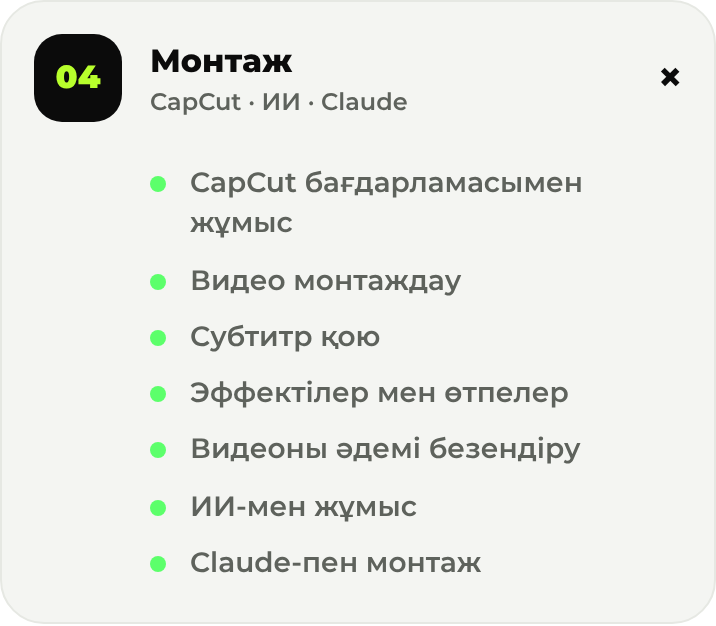 04
Монтаж
CapCut · ИИ · Claude
CapCut бағдарламасымен
жұмыс
Видео монтаждау
Субтитр қою
Эффектілер мен өтпелер
Видеоны әдемі безендіру
ИИ-мен жұмыс
Claude-пен монтаж